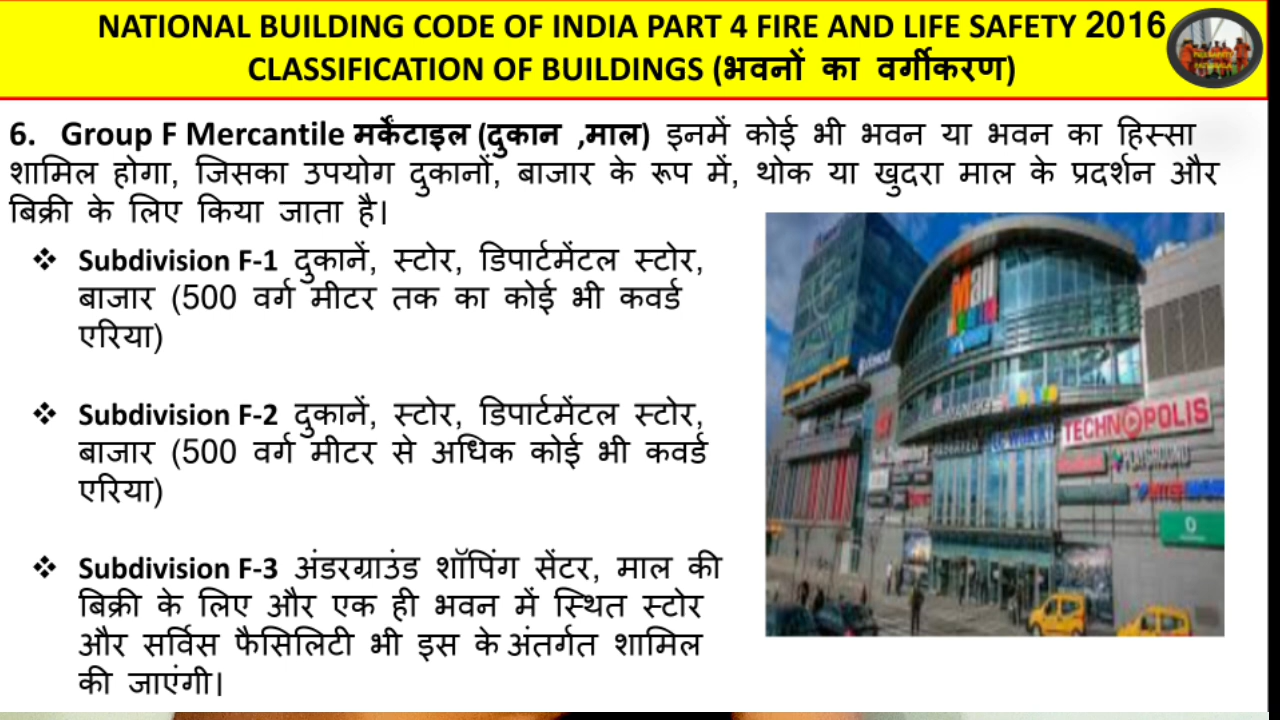 NATIONAL BUILDING CODE OF INDIA PART 4 FIRE AND LIFE SAFETY 2016
CLASSIFICATION OF BUILDINGS (भवनों का वर्गीकरण)
6. Group F Mercantile मर्केंटाइल (दुकान ,माल) इनमें कोई भी भवन या भवन का हिस्सा
शामिल होगा, जिसका उपयोग दुकानों, बाजार के रूप में, थोक या खुदरा माल के प्रदर्शन और
बिक्री के लिए किया जाता है।
❖ Subdivision F-1 दुकानें, स्टोर, डिपार्टमेंटल स्टोर,
बाजार (500 वर्ग मीटर तक का कोई भी कवर्ड
एरिया)
❖ Subdivision F-2 दुकानें, स्टोर, डिपार्टमेंटल स्टोर,
बाजार (500 वर्ग मीटर से अधिक कोई भी कवर्ड
एरिया)
❖ Subdivision F-3 अंडरग्राउंड शॉपिंग सेंटर, माल की
बिक्री के लिए और एक ही भवन में स्थित स्टोर
और सर्विस फैसिलिटी भी इस के अंतर्गत शामिल
की जाएंगी।
Mall
TECHNOPOLIS
PLAYGROUND